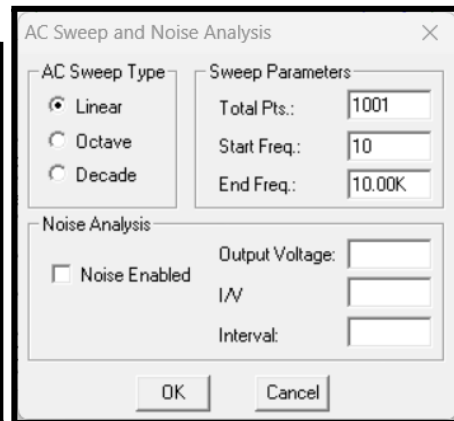 AC Sweep and Noise Analysis
AC Sweep Type
Linear
Octave
Decade
Sweep Parameters
Total Pts.: 1001
Start Freq.: 10
End Freq.: 10.00K
Noise Analysis
Noise Enabled
Output Voltage:
I/V
Interval:
OK Cancel